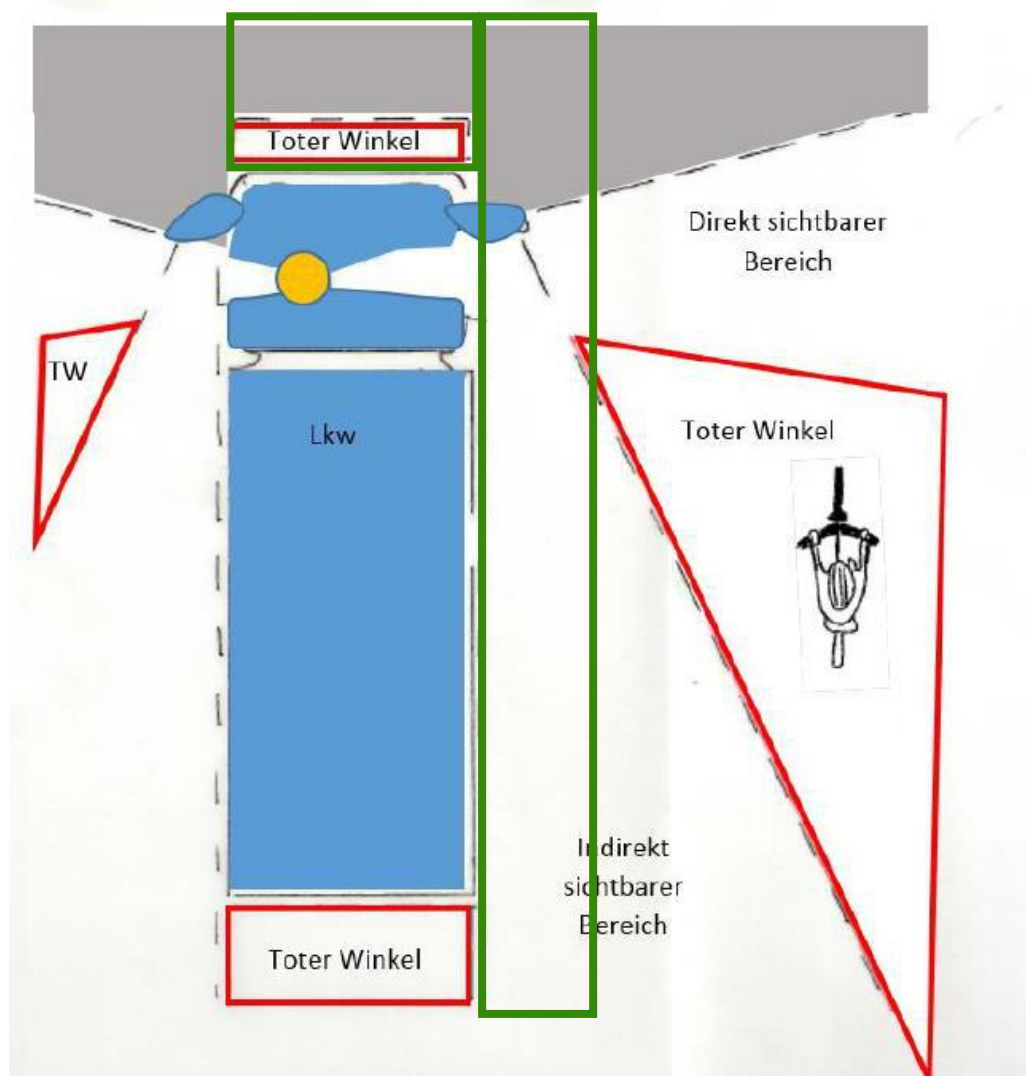 Toter Winkel
Direkt sichtbarer
Bereich
TW
Lkw
Toter Winkel
Indirekt
sichtbarer
Bereich
Toter Winkel